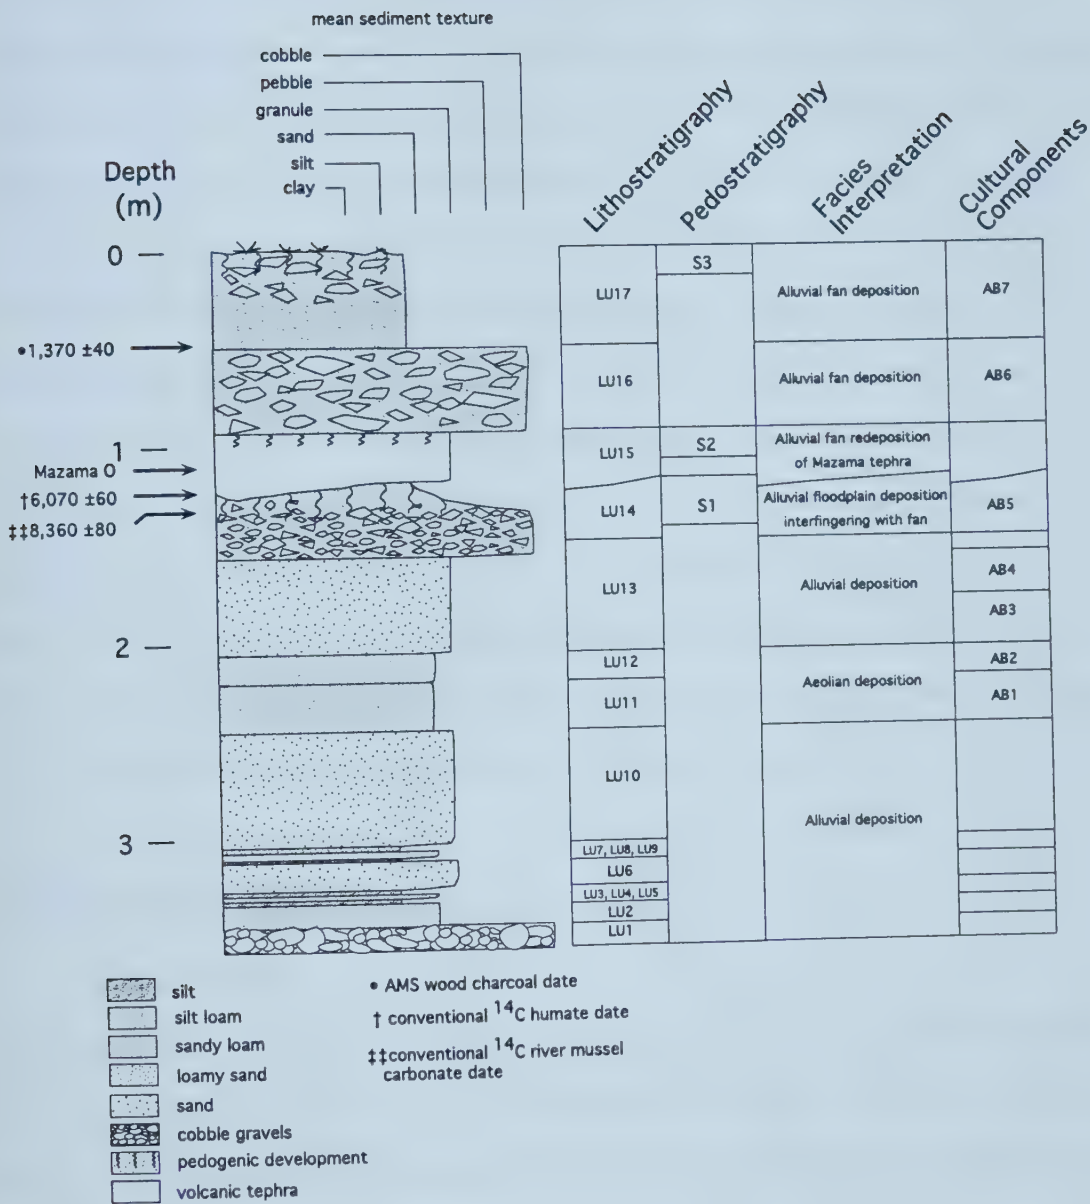 mean sediment texture
cobble
pebble
granule
sand
silt
clay
Depth
(m)
Lithostratigraphy
Pedostratigraphy
Facies
Interpretation
Cultural
Components
0
1
2
3
•1,370 ±40
Mazama O
†6,070 ±60
‡‡8,360 ±80
LU17
S3
Alluvial fan deposition
AB7
LU16
Alluvial fan deposition
AB6
LU15
S2
Alluvial fan redeposition
of Mazama tephra
LU14
S1
Alluvial floodplain deposition
interfingering with fan
AB5
LU13
Alluvial deposition
AB4
AB3
LU12
Aeolian deposition
AB2
LU11
AB1
LU10
Alluvial deposition
LU7, LU8, LU9
LU6
LU3, LU4, LU5
LU2
LU1
silt
silt loam
sandy loam
loamy sand
sand
cobble gravels
pedogenic development
volcanic tephra
• AMS wood charcoal date
† conventional 14C humate date
‡‡conventional 14C river mussel
carbonate date